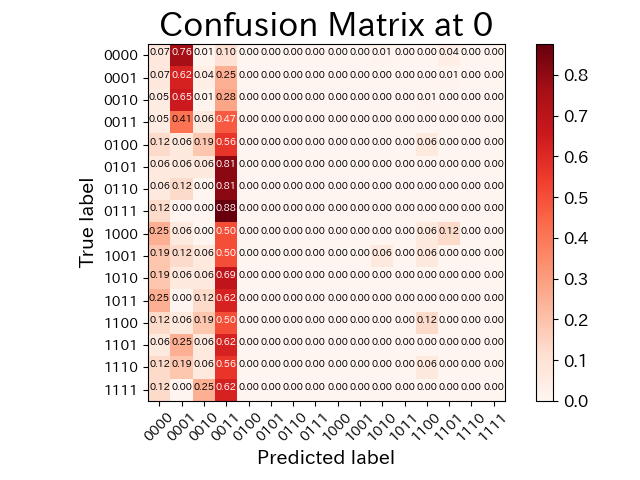 Confusion Matrix at 0
0000 0.07 0.76 0.01 0.10 0.00 0.00 0.00 0.00 0.00 0.00 0.01 0.00 0.00 0.04 0.00 0.00
0001 0.07 0.62 0.04 0.25 0.00 0.00 0.00 0.00 0.00 0.00 0.00 0.00 0.00 0.01 0.00 0.00
0010 0.05 0.65 0.01 0.28 0.00 0.00 0.00 0.00 0.00 0.00 0.00 0.00 0.01 0.00 0.00 0.00
0011 0.05 0.41 0.06 0.47 0.00 0.00 0.00 0.00 0.00 0.00 0.00 0.00 0.00 0.00 0.00 0.00
0100 0.12 0.06 0.19 0.56 0.00 0.00 0.00 0.00 0.00 0.00 0.00 0.00 0.06 0.00 0.00 0.00
0101 0.06 0.06 0.06 0.81 0.00 0.00 0.00 0.00 0.00 0.00 0.00 0.00 0.00 0.00 0.00 0.00
0110 0.06 0.12 0.00 0.81 0.00 0.00 0.00 0.00 0.00 0.00 0.00 0.00 0.00 0.00 0.00 0.00
0111 0.12 0.00 0.00 0.88 0.00 0.00 0.00 0.00 0.00 0.00 0.00 0.00 0.00 0.00 0.00 0.00
1000 0.25 0.06 0.00 0.50 0.00 0.00 0.00 0.00 0.00 0.00 0.00 0.00 0.06 0.12 0.00 0.00
1001 0.19 0.12 0.06 0.50 0.00 0.00 0.00 0.00 0.00 0.00 0.06 0.00 0.06 0.00 0.00 0.00
1010 0.19 0.06 0.06 0.69 0.00 0.00 0.00 0.00 0.00 0.00 0.00 0.00 0.00 0.00 0.00 0.00
1011 0.25 0.00 0.12 0.62 0.00 0.00 0.00 0.00 0.00 0.00 0.00 0.00 0.00 0.00 0.00 0.00
1100 0.12 0.06 0.19 0.50 0.00 0.00 0.00 0.00 0.00 0.00 0.00 0.00 0.12 0.00 0.00 0.00
1101 0.06 0.25 0.06 0.62 0.00 0.00 0.00 0.00 0.00 0.00 0.00 0.00 0.00 0.00 0.00 0.00
1110 0.12 0.19 0.06 0.56 0.00 0.00 0.00 0.00 0.00 0.00 0.00 0.00 0.06 0.00 0.00 0.00
1111 0.12 0.00 0.25 0.62 0.00 0.00 0.00 0.00 0.00 0.00 0.00 0.00 0.00 0.00 0.00 0.00
0000 0001 0010 0011 0100 0101 0110 0111 1000 1001 1010 1011 1100 1101 1110 1111
Predicted label
True label
0.8
0.7
0.6
0.5
0.4
0.3
0.2
0.1
0.0